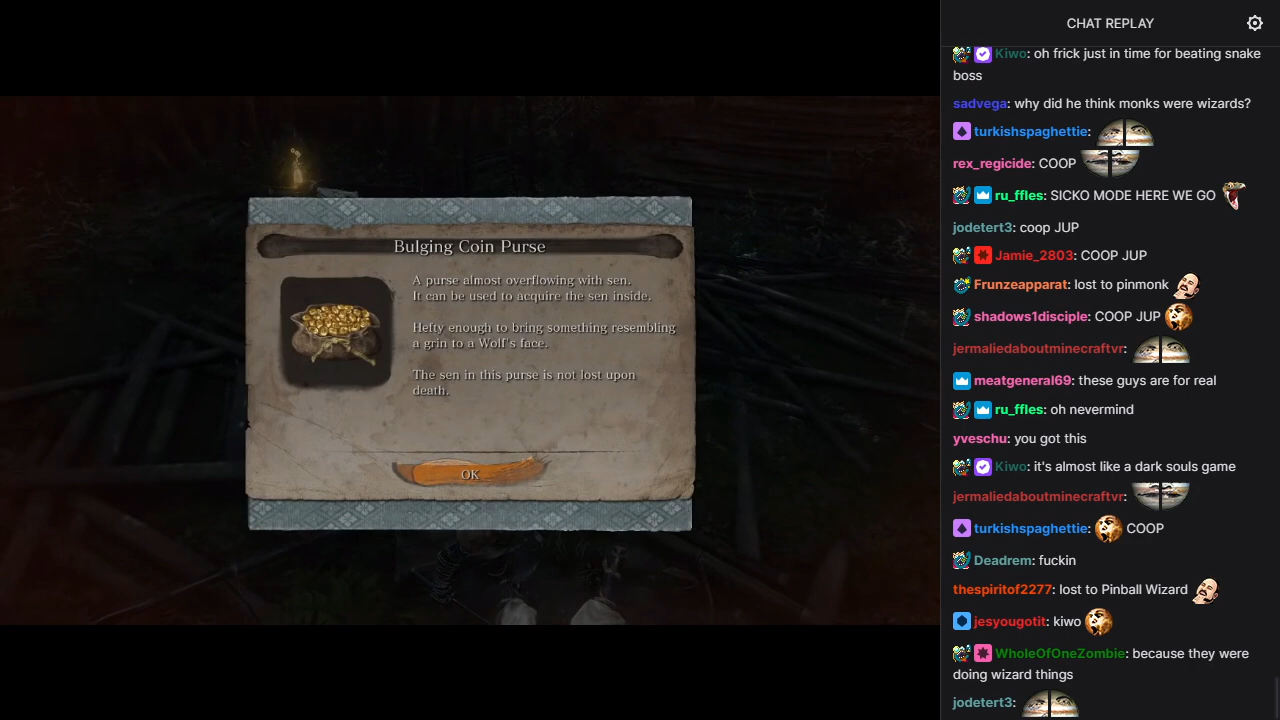 Bulging Coin Purse
A purse almost overflowing with sen.
It can be used to acquire the sen inside.
Hefty enough to bring something resembling
a grin to a Wolf's face.
The sen in this purse is not lost upon
death.
OK
CHAT REPLAY
Kiwo: oh frick just in time for beating snake
boss
sadvega: why did he think monks were wizards?
turkishspaghettie:
rex_regicide: COOP
ru_ffles: SICKO MODE HERE WE GO
jodetert3: coop JUP
Jamie_2803: COOP JUP
Frunzeapparat: lost to pinmonk
shadows1disciple: COOP JUP
jermaliedaboutminecraftvr:
meatgeneral69: these guys are for real
ru_ffles: oh nevermind
yveschu: you got this
Kiwo: it's almost like a dark souls game
jermaliedaboutminecraftvr:
turkishspaghettie: COOP
Deadrem: fuckin
thespiritof2277: lost to Pinball Wizard
jesyougotit: kiwo
WholeOfOneZombie: because they were
doing wizard things
jodetert3: